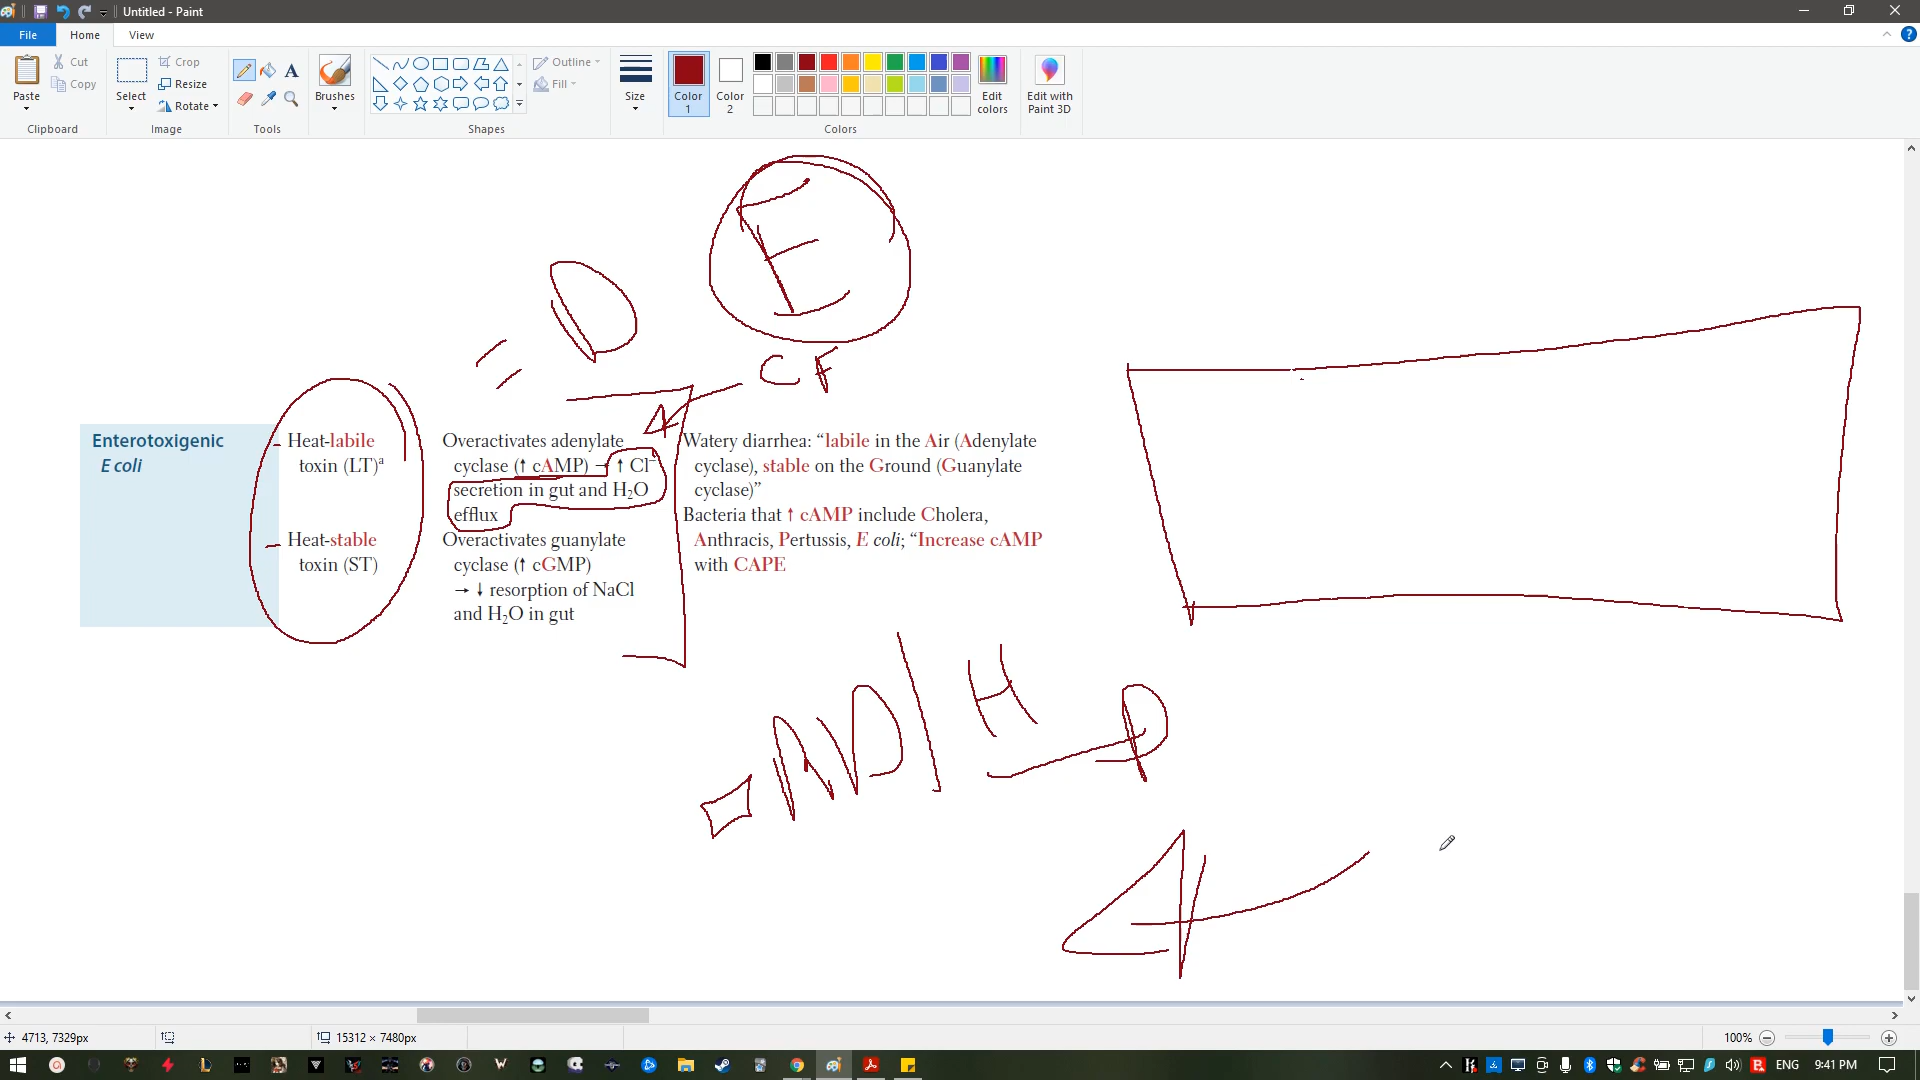 Untitled - Paint
File
Home
View
Paste
Cut
Copy
Clipboard
Select
Crop
Resize
Rotate
Image
Tools
Brushes
Shapes
Outline
Fill
Size
Color
1
Color
2
Edit
colors
Edit with
Paint 3D
Colors
E
= D
CF
Enterotoxigenic
E coli
Heat-labile
toxin (LT)ᵃ
Overactivates adenylate
cyclase (↑ cAMP) → ↑ Cl⁻
secretion in gut and H₂O
efflux
Watery diarrhea: “labile in the Air (Adenylate
cyclase), stable on the Ground (Guanylate
cyclase)”
Bacteria that ↑ cAMP include Cholera,
Anthracis, Pertussis, E coli; “Increase cAMP
with CAPE
Heat-stable
toxin (ST)
Overactivates guanylate
cyclase (↑ cGMP)
→ ↓ resorption of NaCl
and H₂O in gut
H
4713, 7329px
15312 × 7480px
100%
ENG
9:41 PM